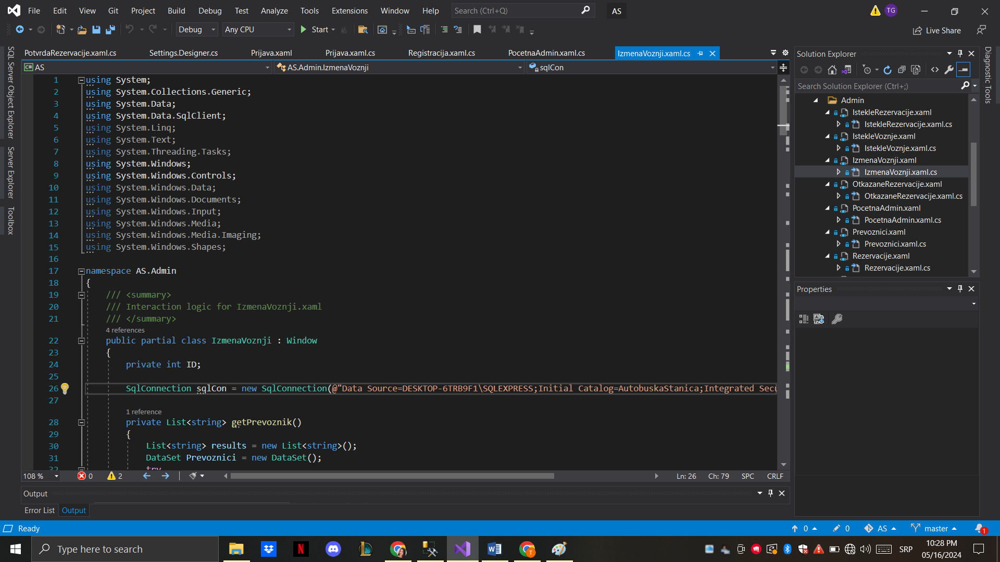 File Edit View Git Project Build Debug Test Analyze Tools Extensions Window Help Search (Ctrl+Q) AS TG
Debug Any CPU Start Live Share
PotvrdaRezervacije.xaml.cs Settings.Designer.cs Prijava.xaml Prijava.xaml.cs Registracija.xaml.cs PocetnaAdmin.xaml.cs IzmenaVoznji.xaml.cs
C# AS AS.Admin.IzmenaVoznji sqlCon
SQL Server Object Explorer
Server Explorer
Toolbox
1 using System;
2 using System.Collections.Generic;
3 using System.Data;
4 using System.Data.SqlClient;
5 using System.Linq;
6 using System.Text;
7 using System.Threading.Tasks;
8 using System.Windows;
9 using System.Windows.Controls;
10 using System.Windows.Data;
11 using System.Windows.Documents;
12 using System.Windows.Input;
13 using System.Windows.Media;
14 using System.Windows.Media.Imaging;
15 using System.Windows.Shapes;
16
17 namespace AS.Admin
18 {
19 /// <summary>
20 /// Interaction logic for IzmenaVoznji.xaml
21 /// </summary>
4 references
22 public partial class IzmenaVoznji : Window
23 {
24 private int ID;
25
26 SqlConnection sqlCon = new SqlConnection(@"Data Source=DESKTOP-6TRB9F1\SQLEXPRESS;Initial Catalog=AutobuskaStanica;Integrated Secu
27
1 reference
28 private List<string> getPrevoznik()
29 {
30 List<string> results = new List<string>();
31 DataSet Prevoznici = new DataSet();
32 try
108 % 0 2 Ln: 26 Ch: 79 SPC CRLF
Output
Error List Output
Solution Explorer
Search Solution Explorer (Ctrl+;)
Admin
IstekleRezervacije.xaml
IstekleRezervacije.xaml.cs
IstekleVoznje.xaml
IstekleVoznje.xaml.cs
IzmenaVoznji.xaml
IzmenaVoznji.xaml.cs
OtkazaneRezervacije.xaml
OtkazaneRezervacije.xaml.cs
PocetnaAdmin.xaml
PocetnaAdmin.xaml.cs
Prevoznici.xaml
Prevoznici.xaml.cs
Rezervacije.xaml
Rezervacije.xaml.cs
Properties
Diagnostic Tools
Ready 0 0 AS master 1
Type here to search SRP 10:28 PM
05/16/2024